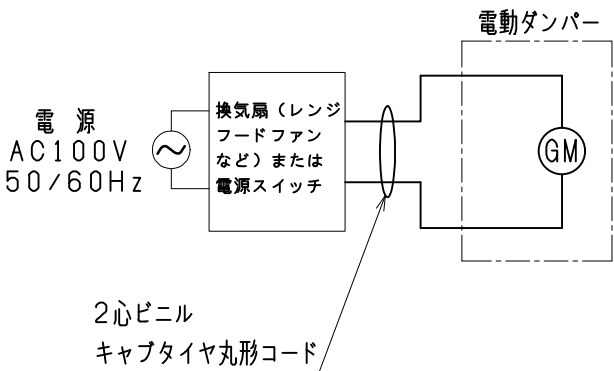 電動ダンパー
電 源
AC100V
50/60Hz
換気扇（レンジ
フードファン
など）または
電源スイッチ
GM
2心ビニル
キャブタイヤ丸形コード